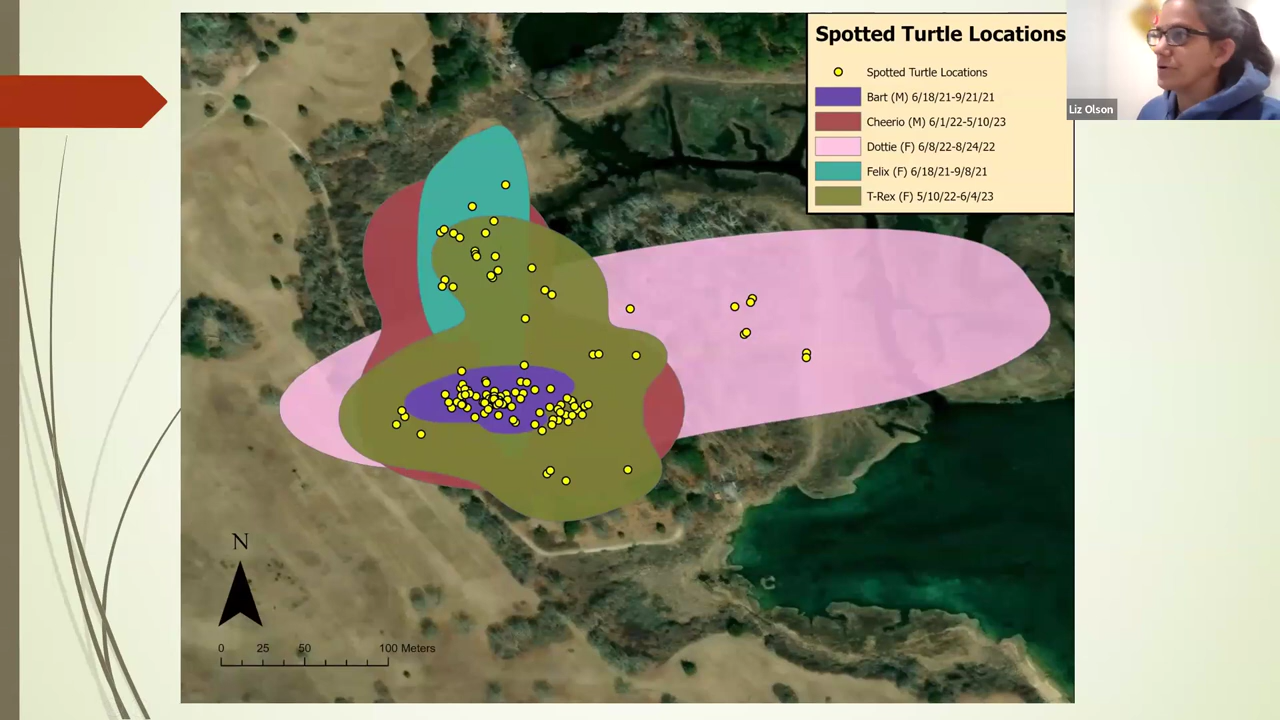 Spotted Turtle Locations
Spotted Turtle Locations
Bart (M) 6/18/21-9/21/21
Cheerio (M) 6/1/22-5/10/23
Dottie (F) 6/8/22-8/24/22
Felix (F) 6/18/21-9/8/21
T-Rex (F) 5/10/22-6/4/23
Liz Olson
N
0 25 50 100 Meters